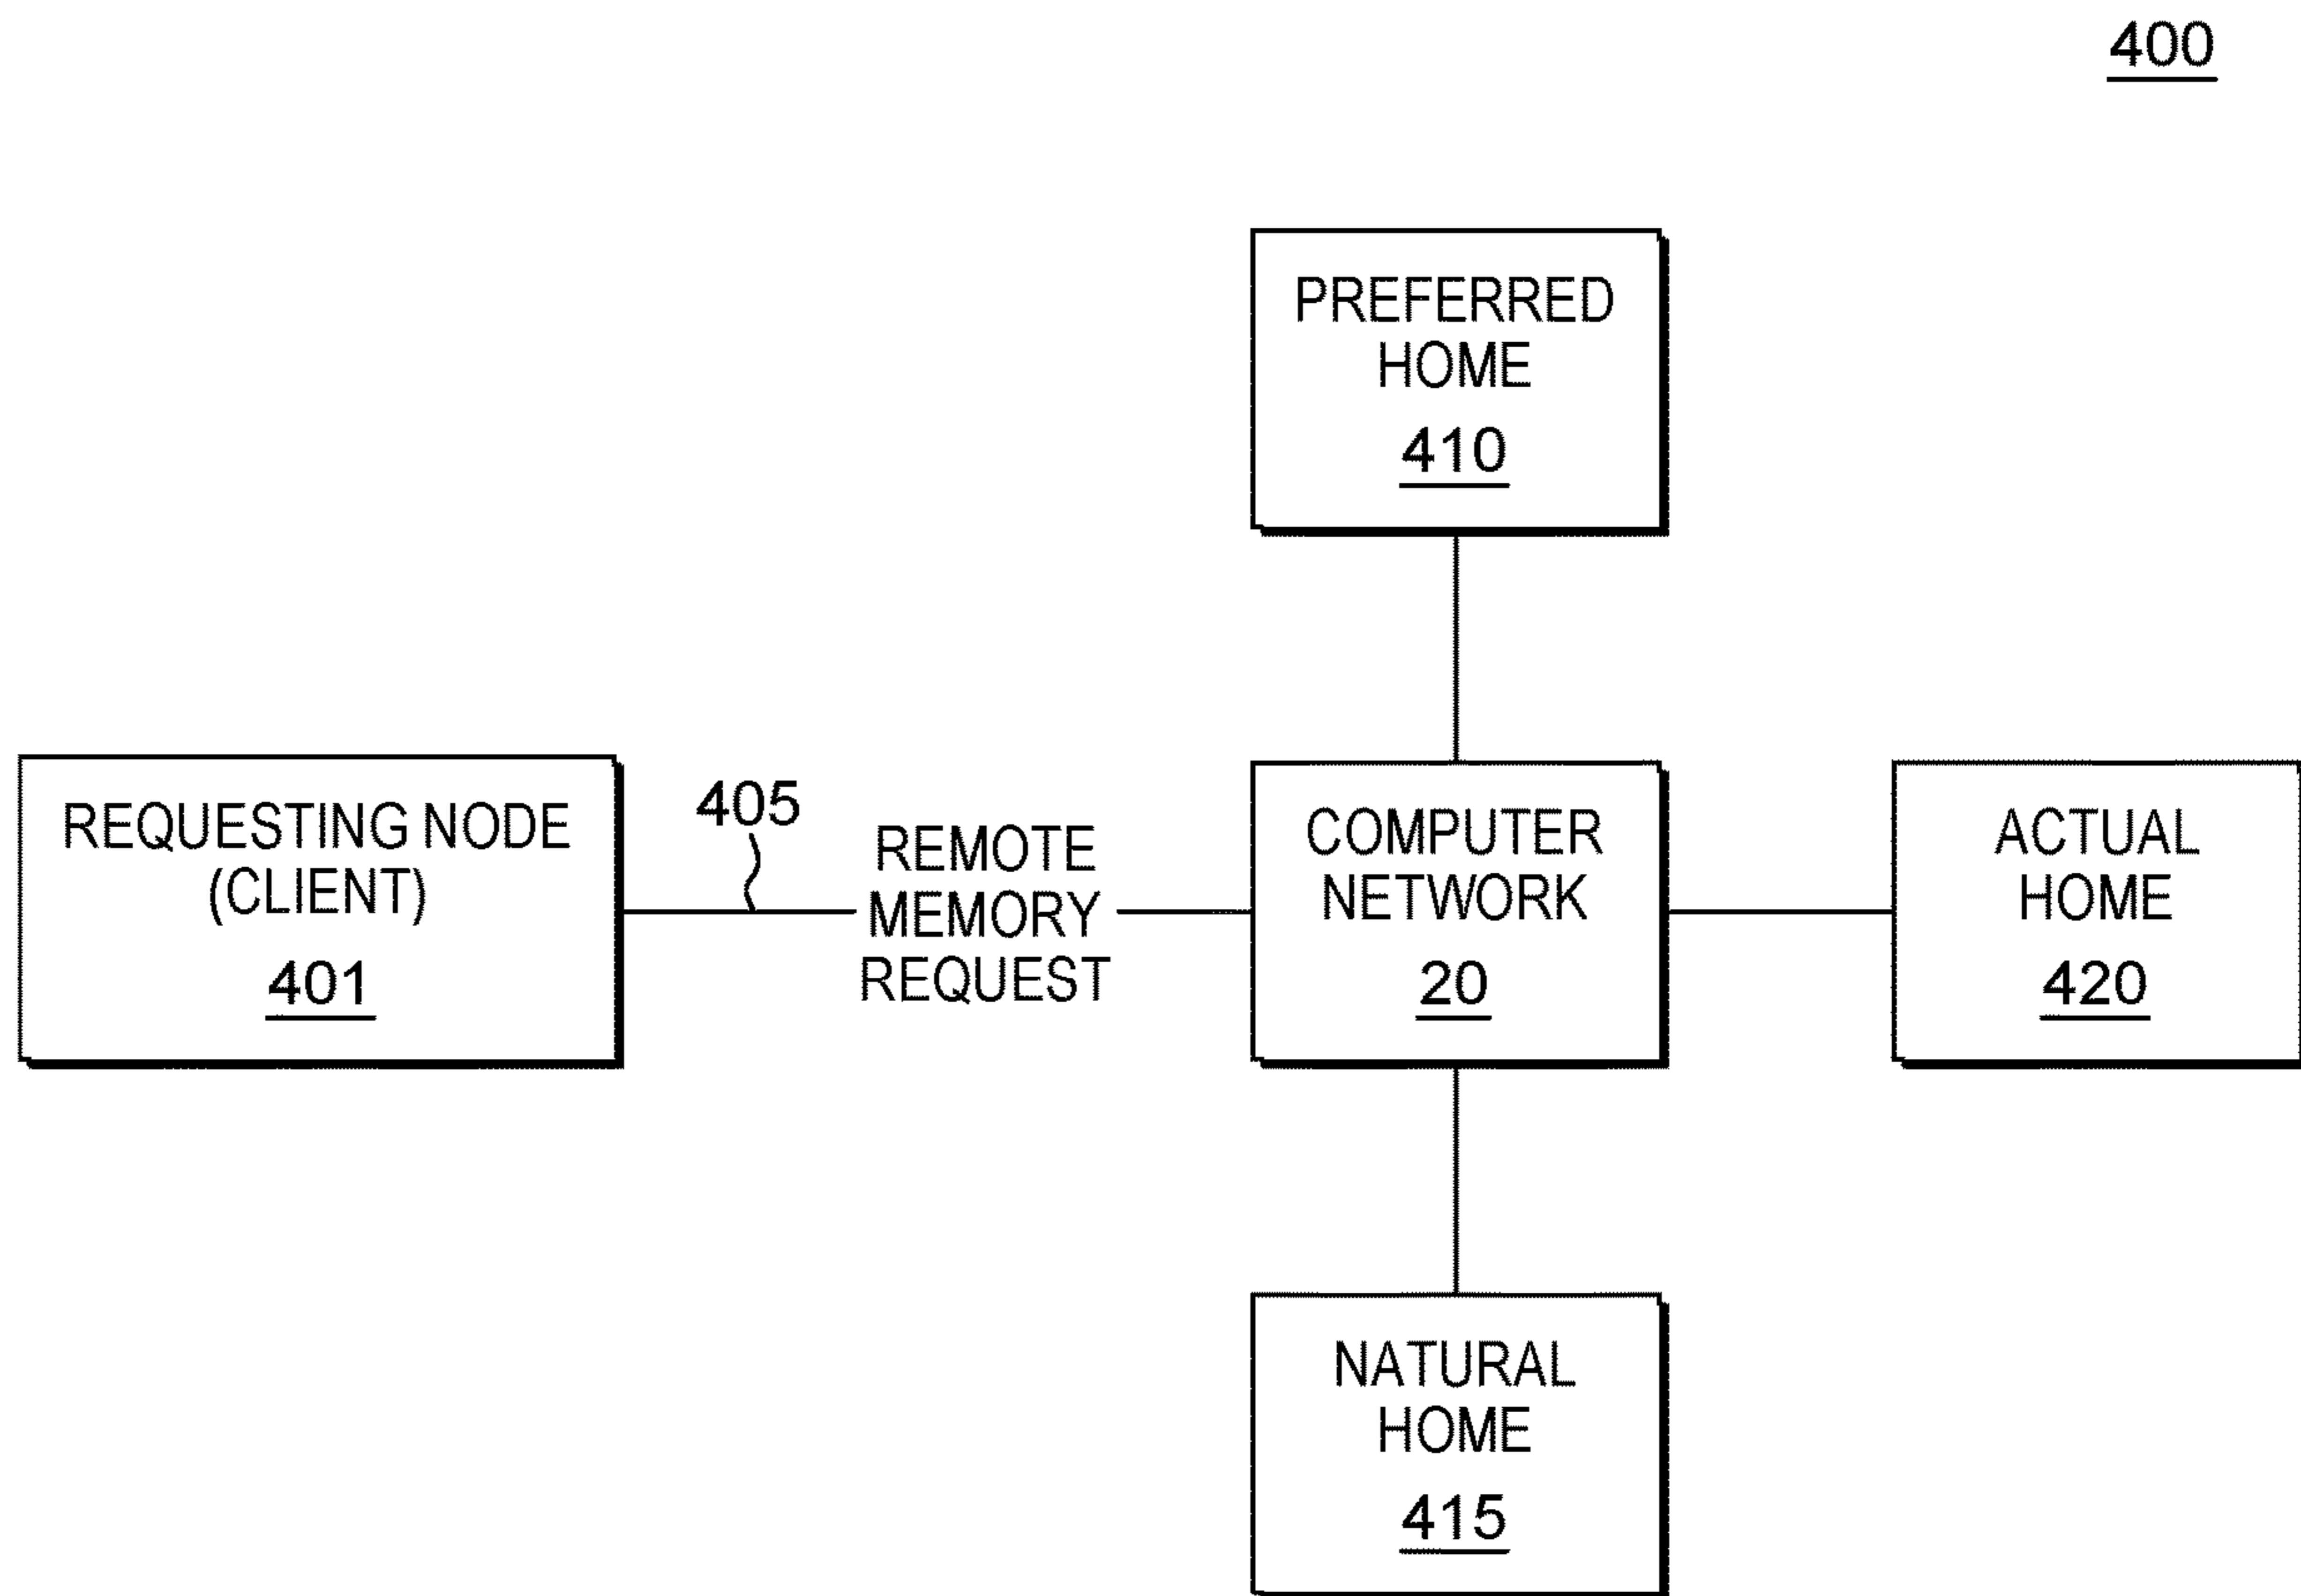 400
PREFERRED
HOME
410
REQUESTING NODE
(CLIENT)
401
405
REMOTE
MEMORY
REQUEST
COMPUTER
NETWORK
20
ACTUAL
HOME
420
NATURAL
HOME
415